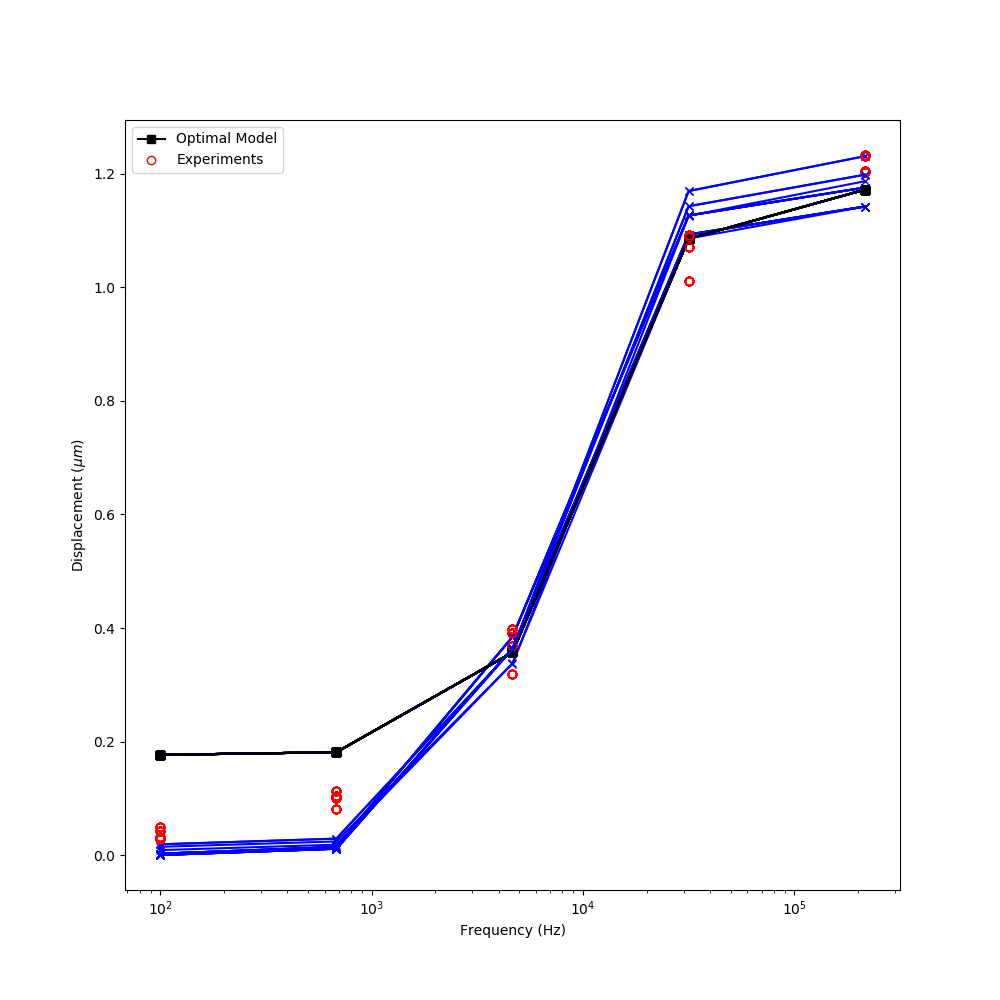 Optimal Model
Experiments
1.2
1.0
0.8
0.6
0.4
0.2
0.0
Displacement (μm)
10²
10³
10⁴
10⁵
Frequency (Hz)